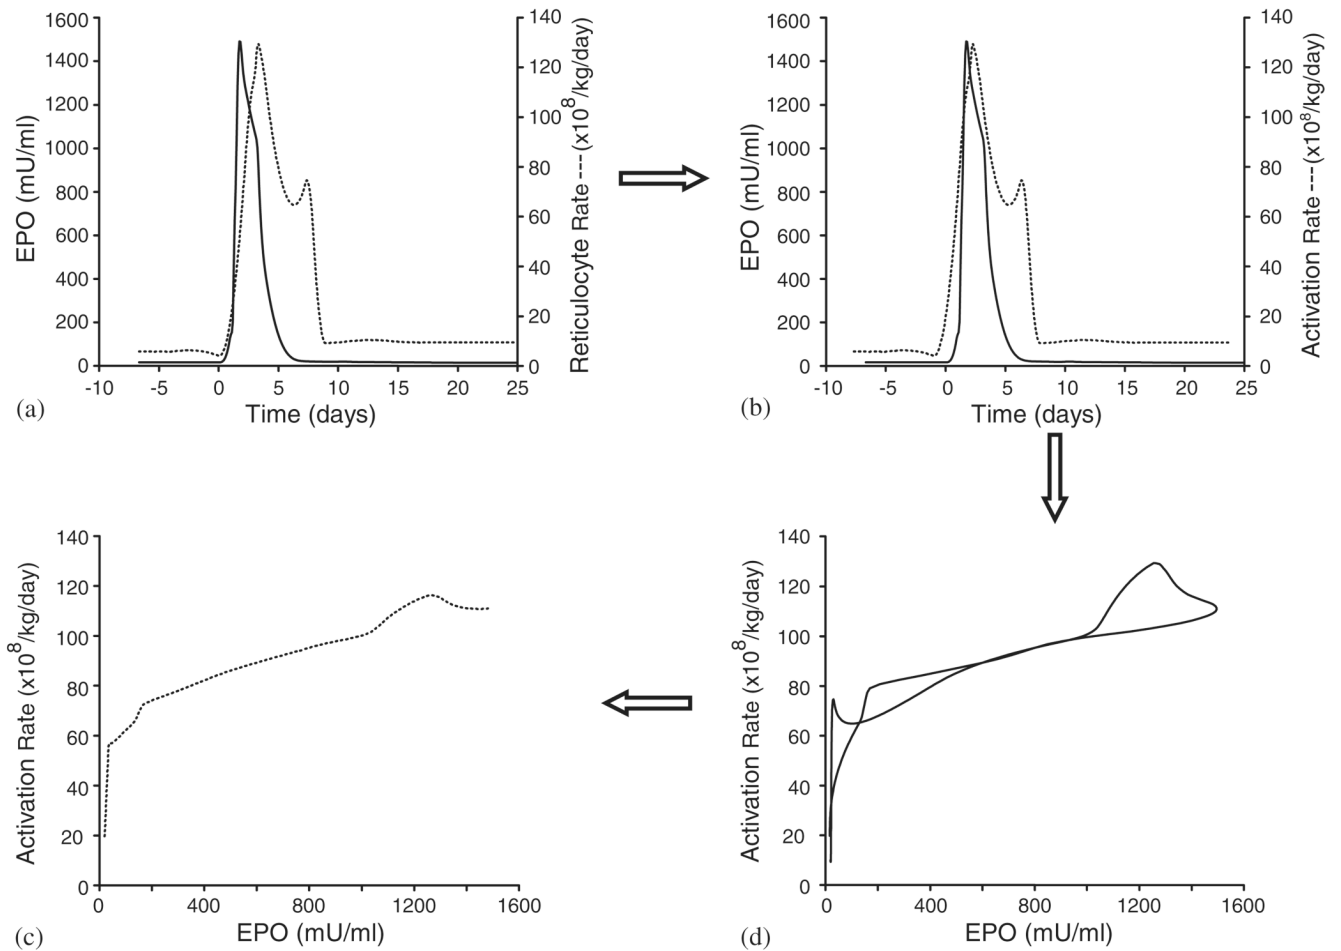 1600
1400
1200
1000
800
600
400
200
0
EPO (mU/ml)
140
120
100
80
60
40
20
0
Reticulocyte Rate ---(x10⁸/kg/day)
-10 -5 0 5 10 15 20 25
Time (days)
(a)
1600
1400
1200
1000
800
600
400
200
0
EPO (mU/ml)
140
120
100
80
60
40
20
0
Activation Rate ---(x10⁸/kg/day)
-10 -5 0 5 10 15 20 25
Time (days)
(b)
140
120
100
80
60
40
20
0
Activation Rate (x10⁸/kg/day)
0 400 800 1200 1600
EPO (mU/ml)
(c)
140
120
100
80
60
40
20
0
Activation Rate (x10⁸/kg/day)
0 400 800 1200 1600
EPO (mU/ml)
(d)